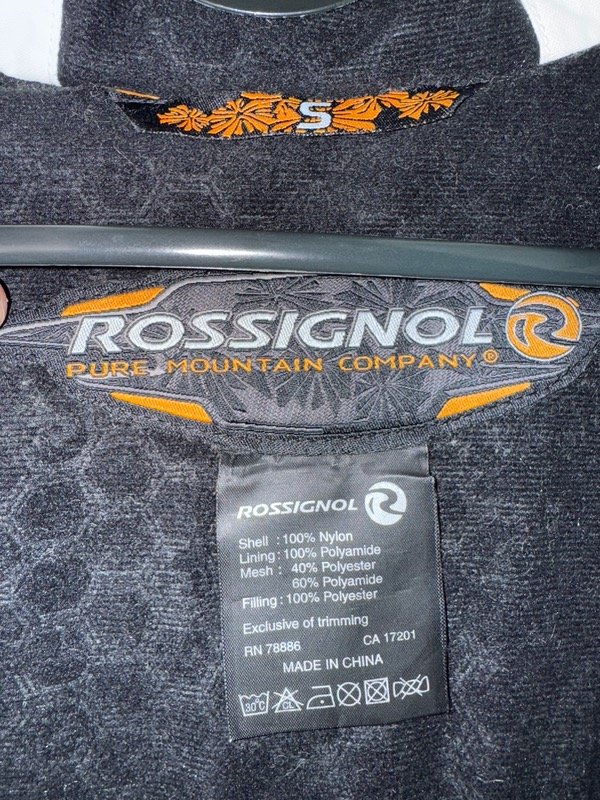 S
ROSSIGNOL
PURE MOUNTAIN COMPANY®
ROSSIGNOL
Shell : 100% Nylon
Lining : 100% Polyamide
Mesh : 40% Polyester
60% Polyamide
Filling : 100% Polyester
Exclusive of trimming
RN 78886 CA 17201
MADE IN CHINA
30°C CL